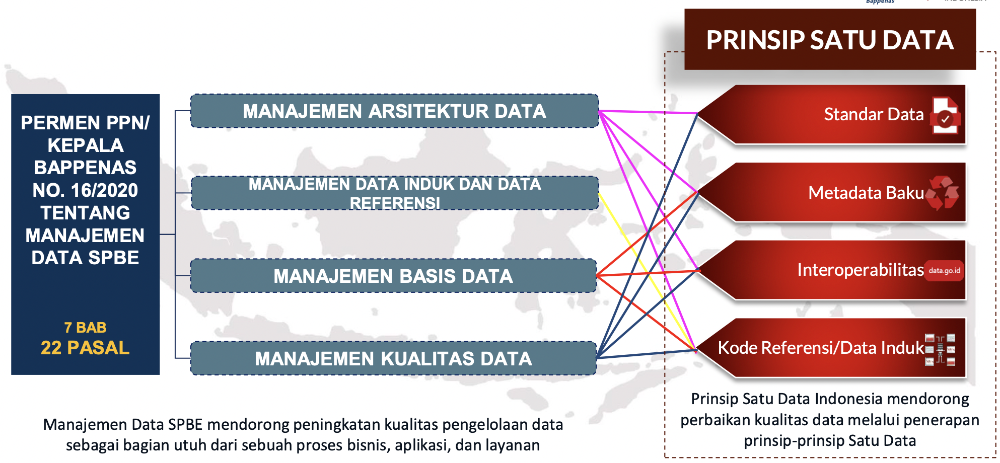 Bappenas
INDONESIA
PRINSIP SATU DATA
PERMEN PPN/
KEPALA
BAPPENAS
NO. 16/2020
TENTANG
MANAJEMEN
DATA SPBE
7 BAB
22 PASAL
MANAJEMEN ARSITEKTUR DATA
MANAJEMEN DATA INDUK DAN DATA
REFERENSI
MANAJEMEN BASIS DATA
MANAJEMEN KUALITAS DATA
Standar Data
Metadata Baku
Interoperabilitas
data.go.id
Kode Referensi/Data Induk
Manajemen Data SPBE mendorong peningkatan kualitas pengelolaan data
sebagai bagian utuh dari sebuah proses bisnis, aplikasi, dan layanan
Prinsip Satu Data Indonesia mendorong
perbaikan kualitas data melalui penerapan
prinsip-prinsip Satu Data